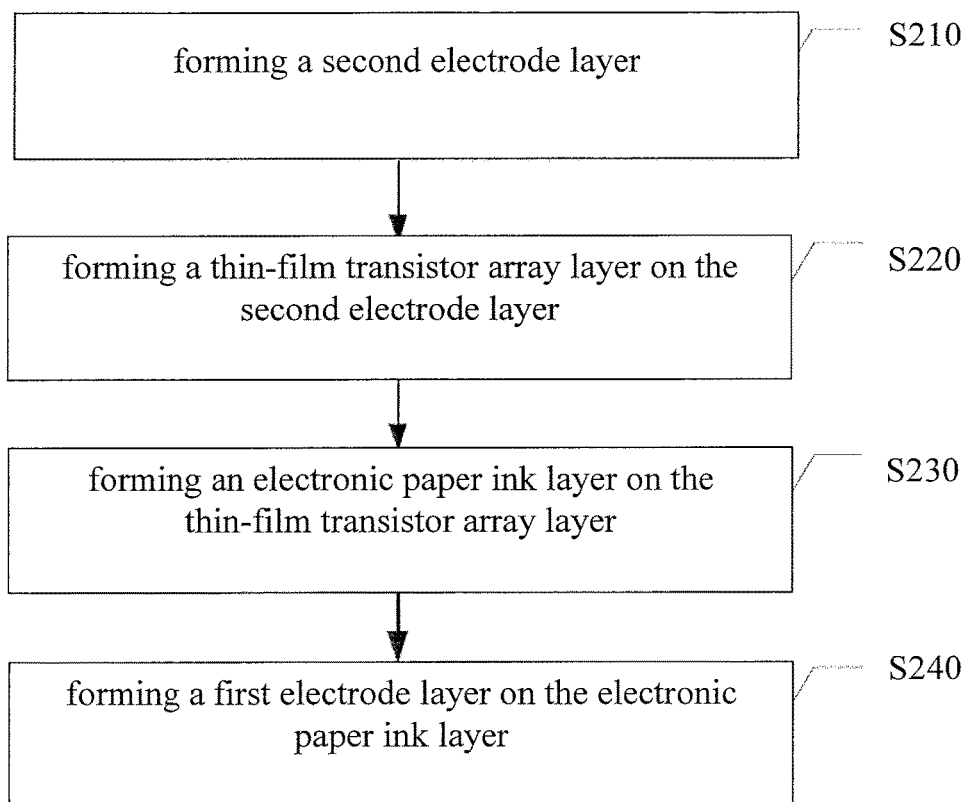 forming a second electrode layer
S210
forming a thin-film transistor array layer on the
second electrode layer
S220
forming an electronic paper ink layer on the
thin-film transistor array layer
S230
forming a first electrode layer on the electronic
paper ink layer
S240